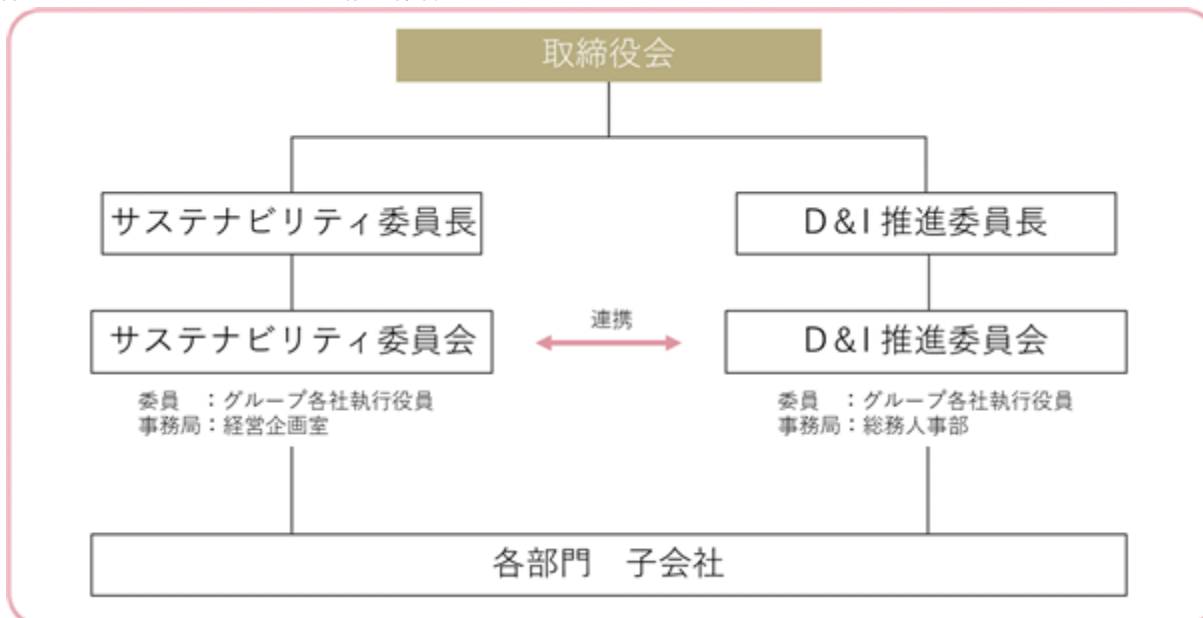 取締役会
サステナビリティ委員長
D&I 推進委員長
サステナビリティ委員会
連携
D&I 推進委員会
委員　：グループ各社執行役員
事務局：経営企画室
委員　：グループ各社執行役員
事務局：総務人事部
各部門　子会社